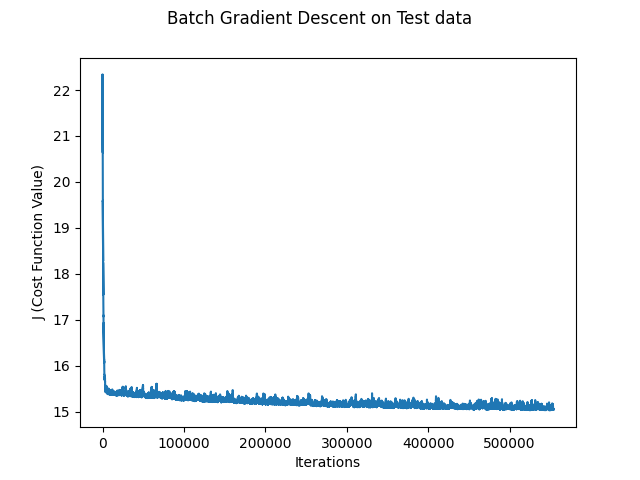 Batch Gradient Descent on Test data
J (Cost Function Value)
22
21
20
19
18
17
16
15
0 100000 200000 300000 400000 500000
Iterations